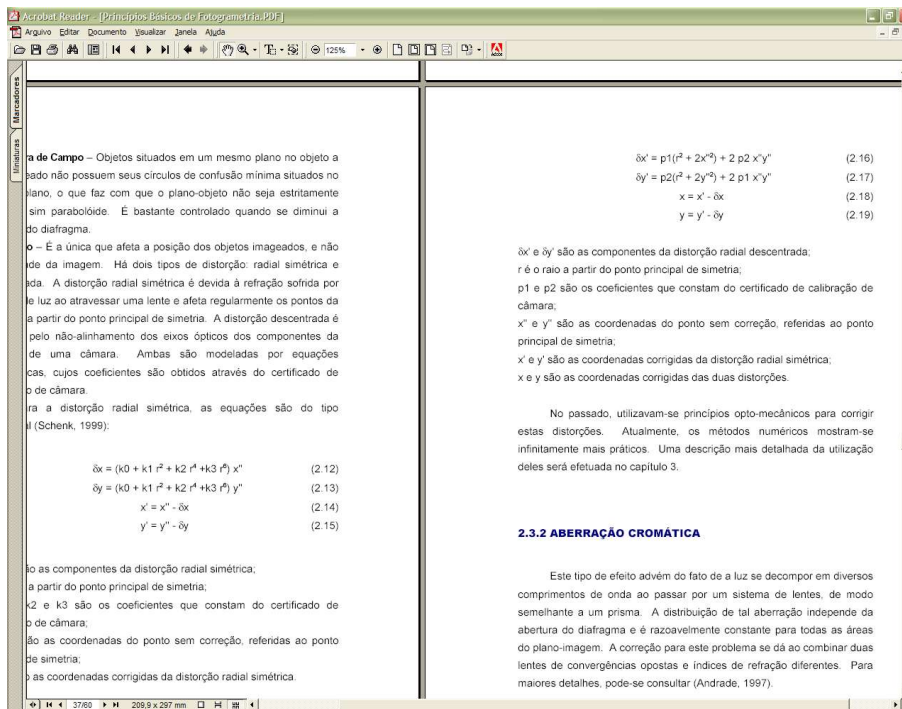 Acrobat Reader - [Princípios Básicos de Fotogrametria.PDF]
Arquivo Editar Documento Visualizar Janela Ajuda
125%
Marcadores
Miniaturas
ra de Campo – Objetos situados em um mesmo plano no objeto a
eado não possuem seus círculos de confusão mínima situados no
plano, o que faz com que o plano-objeto não seja estritamente
sim parabolóide. É bastante controlado quando se diminui a
do diafragma.
o – É a única que afeta a posição dos objetos imageados, e não
de da imagem. Há dois tipos de distorção: radial simétrica e
ada. A distorção radial simétrica é devida à refração sofrida por
e luz ao atravessar uma lente e afeta regularmente os pontos da
a partir do ponto principal de simetria. A distorção descentrada é
pelo não-alinhamento dos eixos ópticos dos componentes da
de uma câmara. Ambas são modeladas por equações
cas, cujos coeficientes são obtidos através do certificado de
o de câmara.
ra a distorção radial simétrica, as equações são do tipo
l (Schenk, 1999):
δx = (k0 + k1 r² + k2 r⁴ +k3 r⁶) x" (2.12)
δy = (k0 + k1 r² + k2 r⁴ +k3 r⁶) y" (2.13)
x' = x" - δx (2.14)
y' = y" - δy (2.15)
ão as componentes da distorção radial simétrica;
a partir do ponto principal de simetria;
k2 e k3 são os coeficientes que constam do certificado de
o de câmara;
ão as coordenadas do ponto sem correção, referidas ao ponto
de simetria;
o as coordenadas corrigidas da distorção radial simétrica.
δx' = p1(r² + 2x"²) + 2 p2 x"y" (2.16)
δy' = p2(r² + 2y"²) + 2 p1 x"y" (2.17)
x = x' - δx (2.18)
y = y' - δy (2.19)
δx' e δy' são as componentes da distorção radial descentrada;
r é o raio a partir do ponto principal de simetria;
p1 e p2 são os coeficientes que constam do certificado de calibração de
câmara;
x" e y" são as coordenadas do ponto sem correção, referidas ao ponto
principal de simetria;
x' e y' são as coordenadas corrigidas da distorção radial simétrica;
x e y são as coordenadas corrigidas das duas distorções.
No passado, utilizavam-se princípios opto-mecânicos para corrigir
estas distorções. Atualmente, os métodos numéricos mostram-se
infinitamente mais práticos. Uma descrição mais detalhada da utilização
deles será efetuada no capítulo 3.
2.3.2 ABERRAÇÃO CROMÁTICA
Este tipo de efeito advém do fato de a luz se decompor em diversos
comprimentos de onda ao passar por um sistema de lentes, de modo
semelhante a um prisma. A distribuição de tal aberração independe da
abertura do diafragma e é razoavelmente constante para todas as áreas
do plano-imagem. A correção para este problema se dá ao combinar duas
lentes de convergências opostas e índices de refração diferentes. Para
maiores detalhes, pode-se consultar (Andrade, 1997).
37/60 209,9 x 297 mm